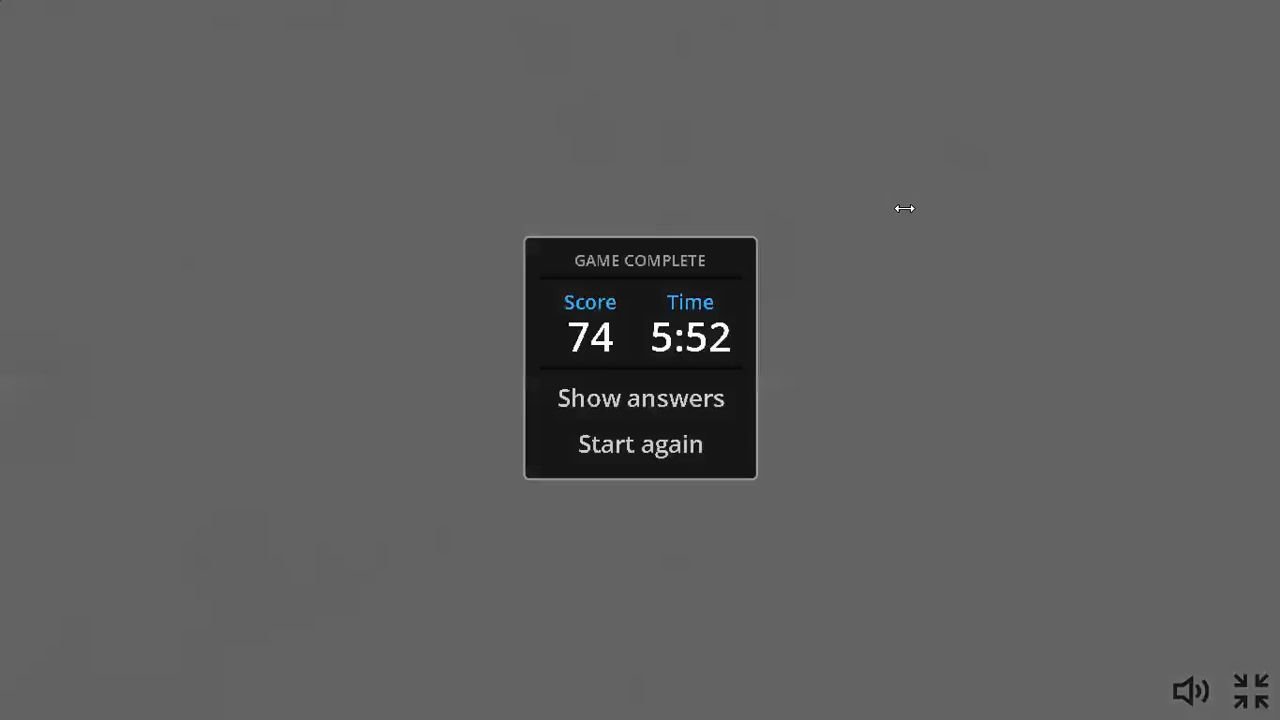 GAME COMPLETE
Score Time
74 5:52
Show answers
Start again